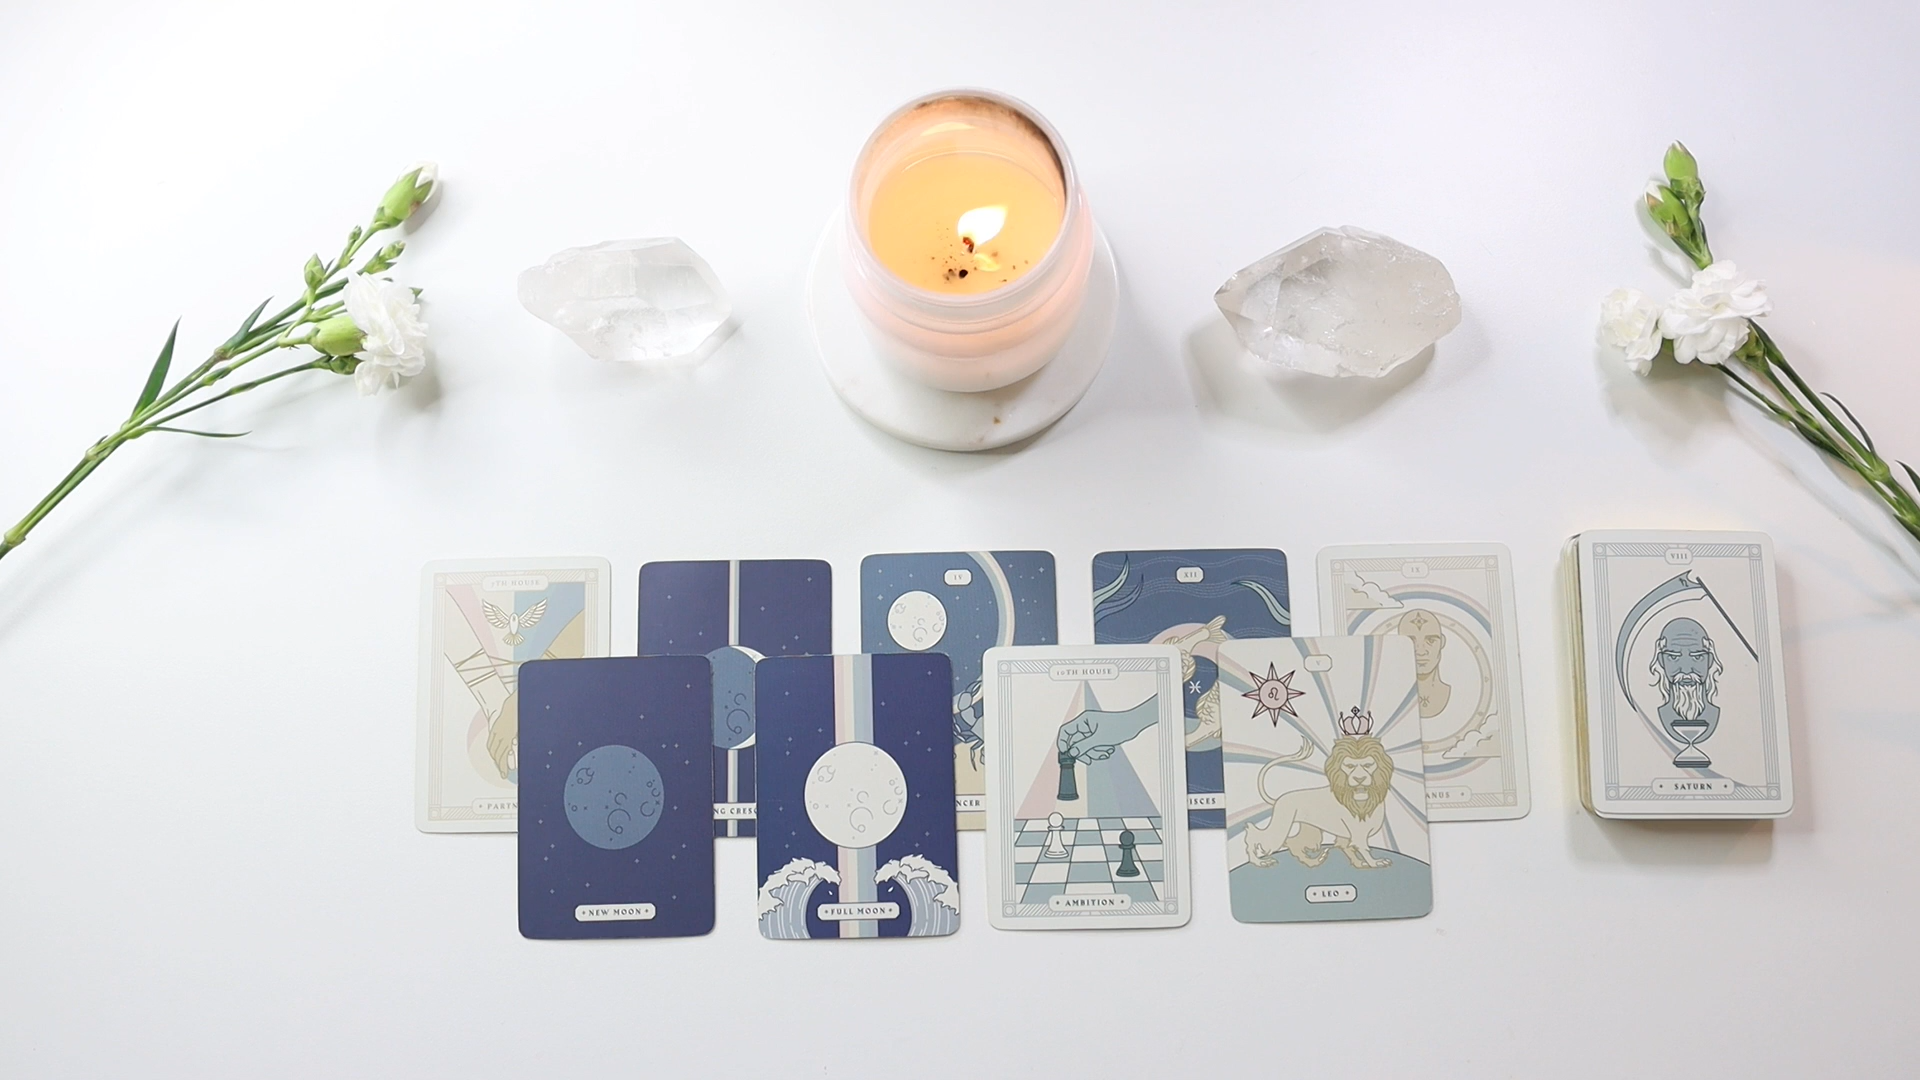 7TH HOUSE
IV
XII
IX
VIII
10TH HOUSE
V
SATURN
AMBITION
LEO
NEW MOON
FULL MOON